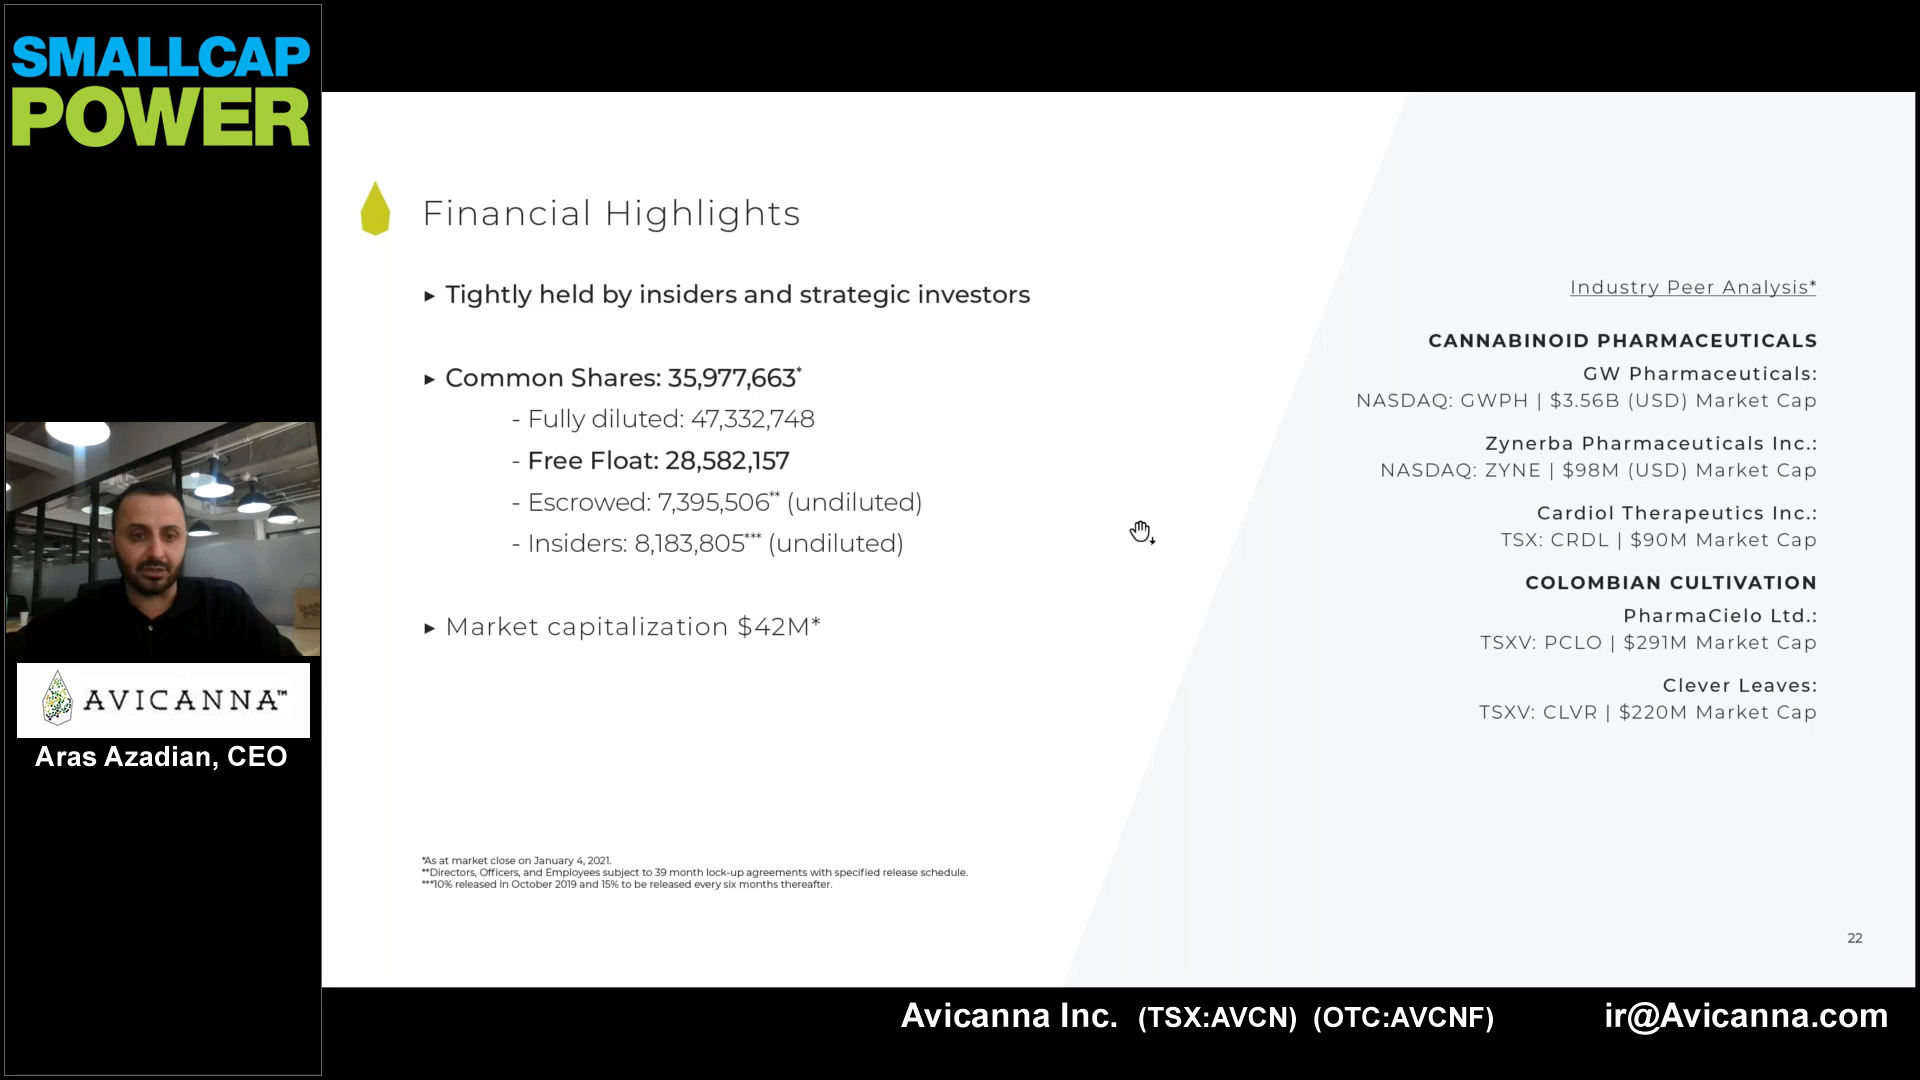 SMALLCAP
POWER
AVICANNA™
Aras Azadian, CEO
Financial Highlights
▸ Tightly held by insiders and strategic investors
▸ Common Shares: 35,977,663*
- Fully diluted: 47,332,748
- Free Float: 28,582,157
- Escrowed: 7,395,506** (undiluted)
- Insiders: 8,183,805*** (undiluted)
▸ Market capitalization $42M*
*As at market close on January 4, 2021.
**Directors, Officers, and Employees subject to 39 month lock-up agreements with specified release schedule.
***10% released in October 2019 and 15% to be released every six months thereafter.
Industry Peer Analysis*
CANNABINOID PHARMACEUTICALS
GW Pharmaceuticals:
NASDAQ: GWPH | $3.56B (USD) Market Cap
Zynerba Pharmaceuticals Inc.:
NASDAQ: ZYNE | $98M (USD) Market Cap
Cardiol Therapeutics Inc.:
TSX: CRDL | $90M Market Cap
COLOMBIAN CULTIVATION
PharmaCielo Ltd.:
TSXV: PCLO | $291M Market Cap
Clever Leaves:
TSXV: CLVR | $220M Market Cap
22
Avicanna Inc. (TSX:AVCN) (OTC:AVCNF) ir@Avicanna.com